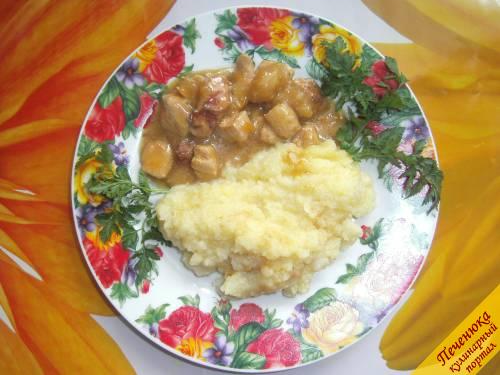 Печенюка
кулинарный
портал